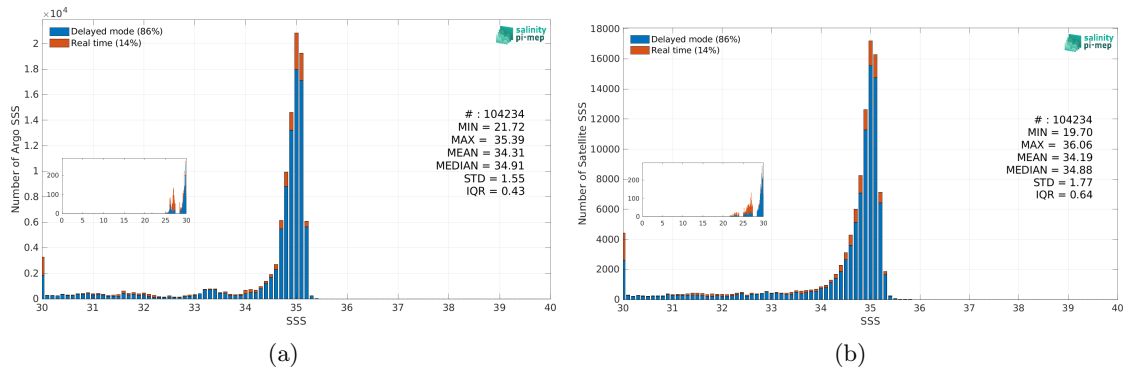 ×10⁴
Delayed mode (86%)
Real time (14%)
salinity
pi-mep
# : 104234
MIN = 21.72
MAX = 35.39
MEAN = 34.31
MEDIAN = 34.91
STD = 1.55
IQR = 0.43
Number of Argo SSS
2
1.8
1.6
1.4
1.2
1
0.8
0.6
0.4
0.2
0
200
100
0
0 5 10 15 20 25 30
30 31 32 33 34 35 36 37 38 39 40
SSS
(a)
Delayed mode (86%)
Real time (14%)
salinity
pi-mep
# : 104234
MIN = 19.70
MAX = 36.06
MEAN = 34.19
MEDIAN = 34.88
STD = 1.77
IQR = 0.64
Number of Satellite SSS
18000
16000
14000
12000
10000
8000
6000
4000
2000
0
200
100
0
0 5 10 15 20 25 30
30 31 32 33 34 35 36 37 38 39 40
SSS
(b)